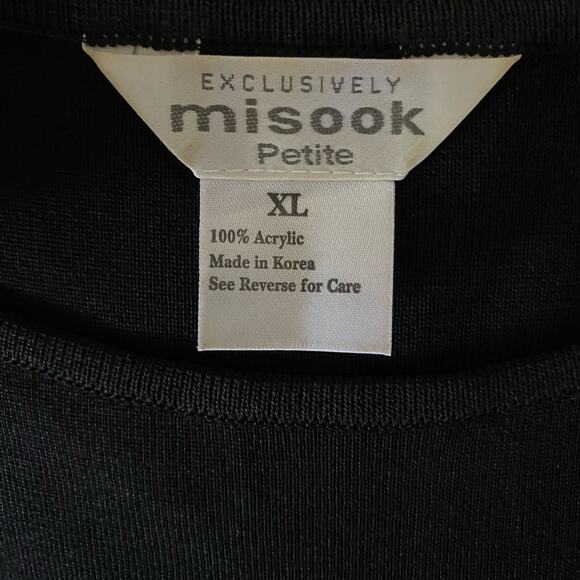 EXCLUSIVELY
misook
Petite
XL
100% Acrylic
Made in Korea
See Reverse for Care